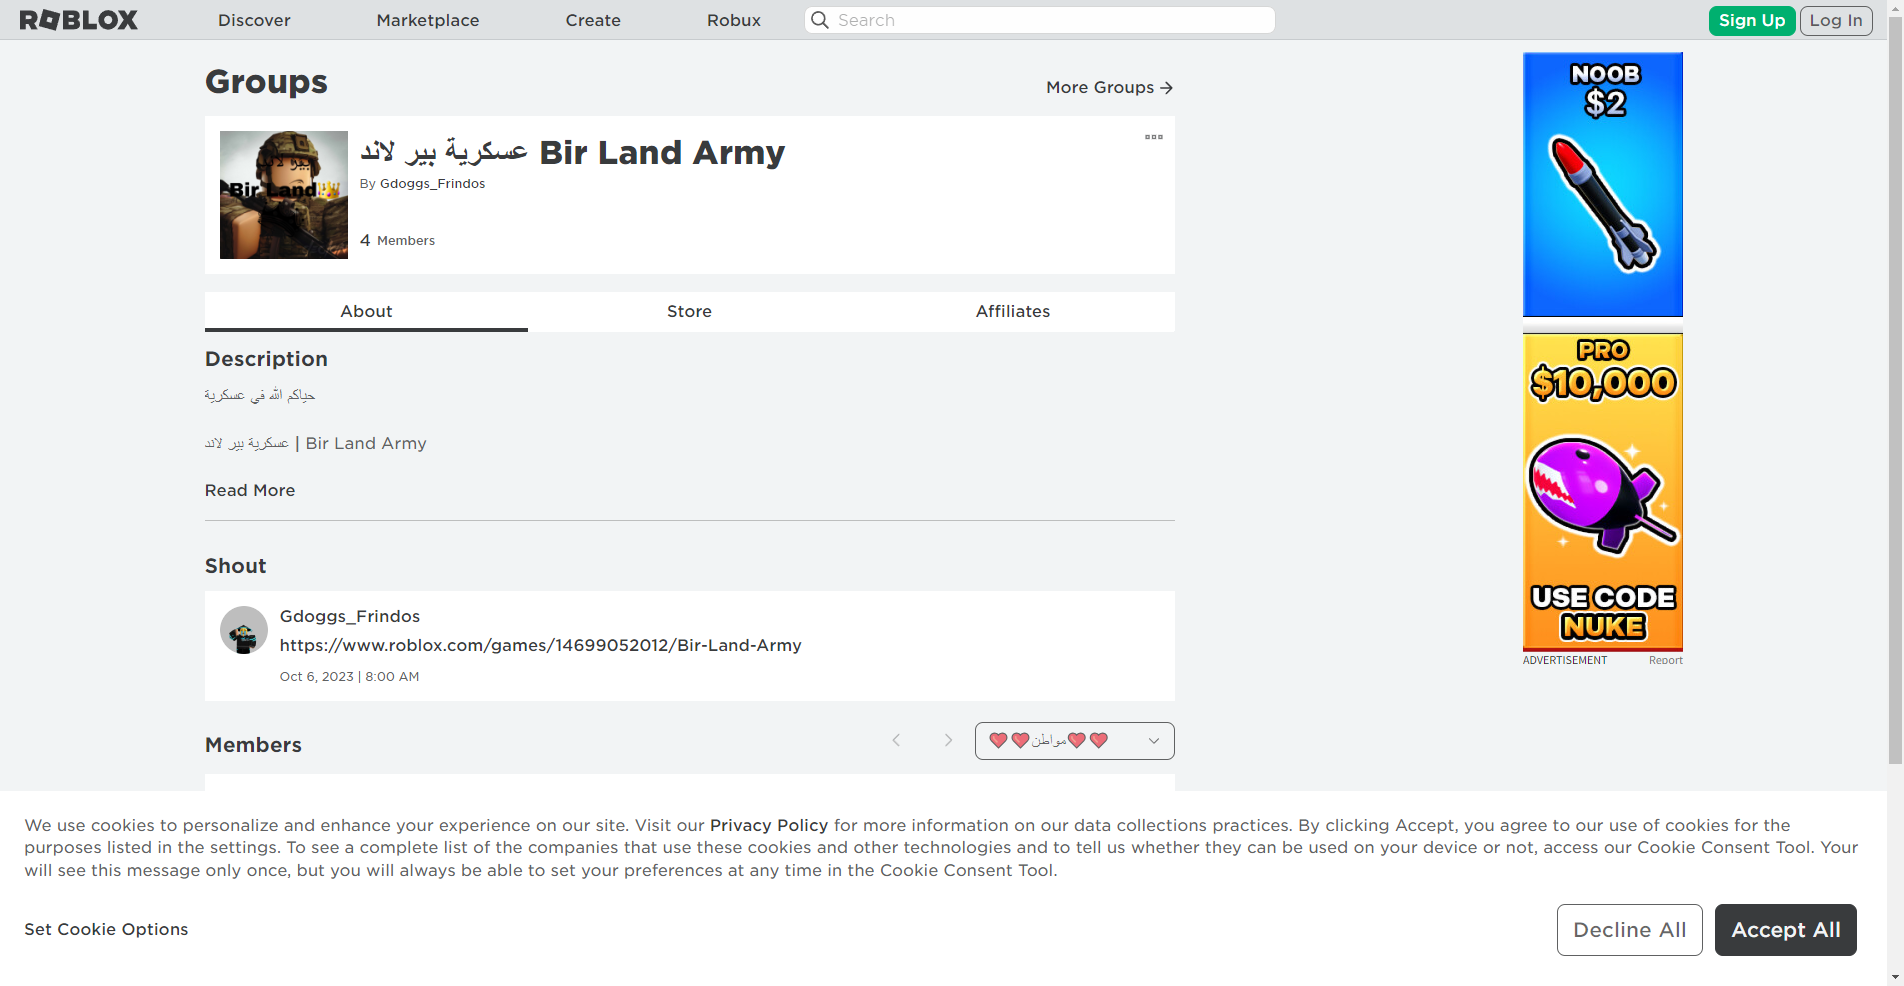 ROBLOX
Discover
Marketplace
Create
Robux
Search
Sign Up
Log In
Groups
More Groups
عسكرية بير لاند Bir Land Army
By Gdoggs_Frindos
4 Members
بير لاند
Bir Land👑
About
Store
Affiliates
Description
حياكم الله في عسكرية
عسكرية بير لاند | Bir Land Army
Read More
Shout
Gdoggs_Frindos
https://www.roblox.com/games/14699052012/Bir-Land-Army
Oct 6, 2023 | 8:00 AM
Members
❤️❤️مواطن❤️❤️
NOOB
$2
PRO
$10,000
USE CODE
NUKE
ADVERTISEMENT
Report
We use cookies to personalize and enhance your experience on our site. Visit our Privacy Policy for more information on our data collections practices. By clicking Accept, you agree to our use of cookies for the
purposes listed in the settings. To see a complete list of the companies that use these cookies and other technologies and to tell us whether they can be used on your device or not, access our Cookie Consent Tool. Your
will see this message only once, but you will always be able to set your preferences at any time in the Cookie Consent Tool.
Set Cookie Options
Decline All
Accept All